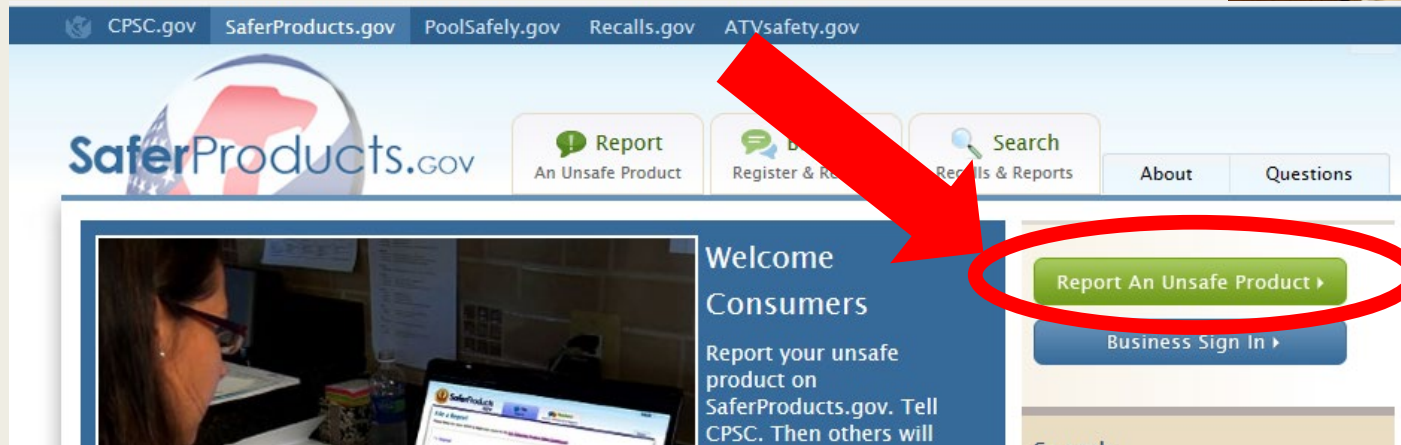 CPSC.gov SaferProducts.gov PoolSafely.gov Recalls.gov ATVsafety.gov
SaferProducts.GOV
Report
An Unsafe Product
Register &
Search
Recalls & Reports
About
Questions
Welcome
Consumers
Report your unsafe
product on
SaferProducts.gov. Tell
CPSC. Then others will
Report An Unsafe Product
Business Sign In
SaferProducts